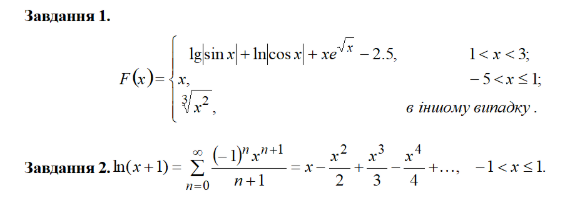 Завдання 1.
F(x) = { lg|sin x| + ln|cos x| + xe^{√x} − 2.5, 1 < x < 3;
x, − 5 < x ≤ 1;
∛x², в іншому випадку .
Завдання 2. ln(x + 1) = ∑_{n=0}^{∞} (−1)^n x^{n+1} / (n + 1) = x − x²/2 + x³/3 − x⁴/4 + …, −1 < x ≤ 1.